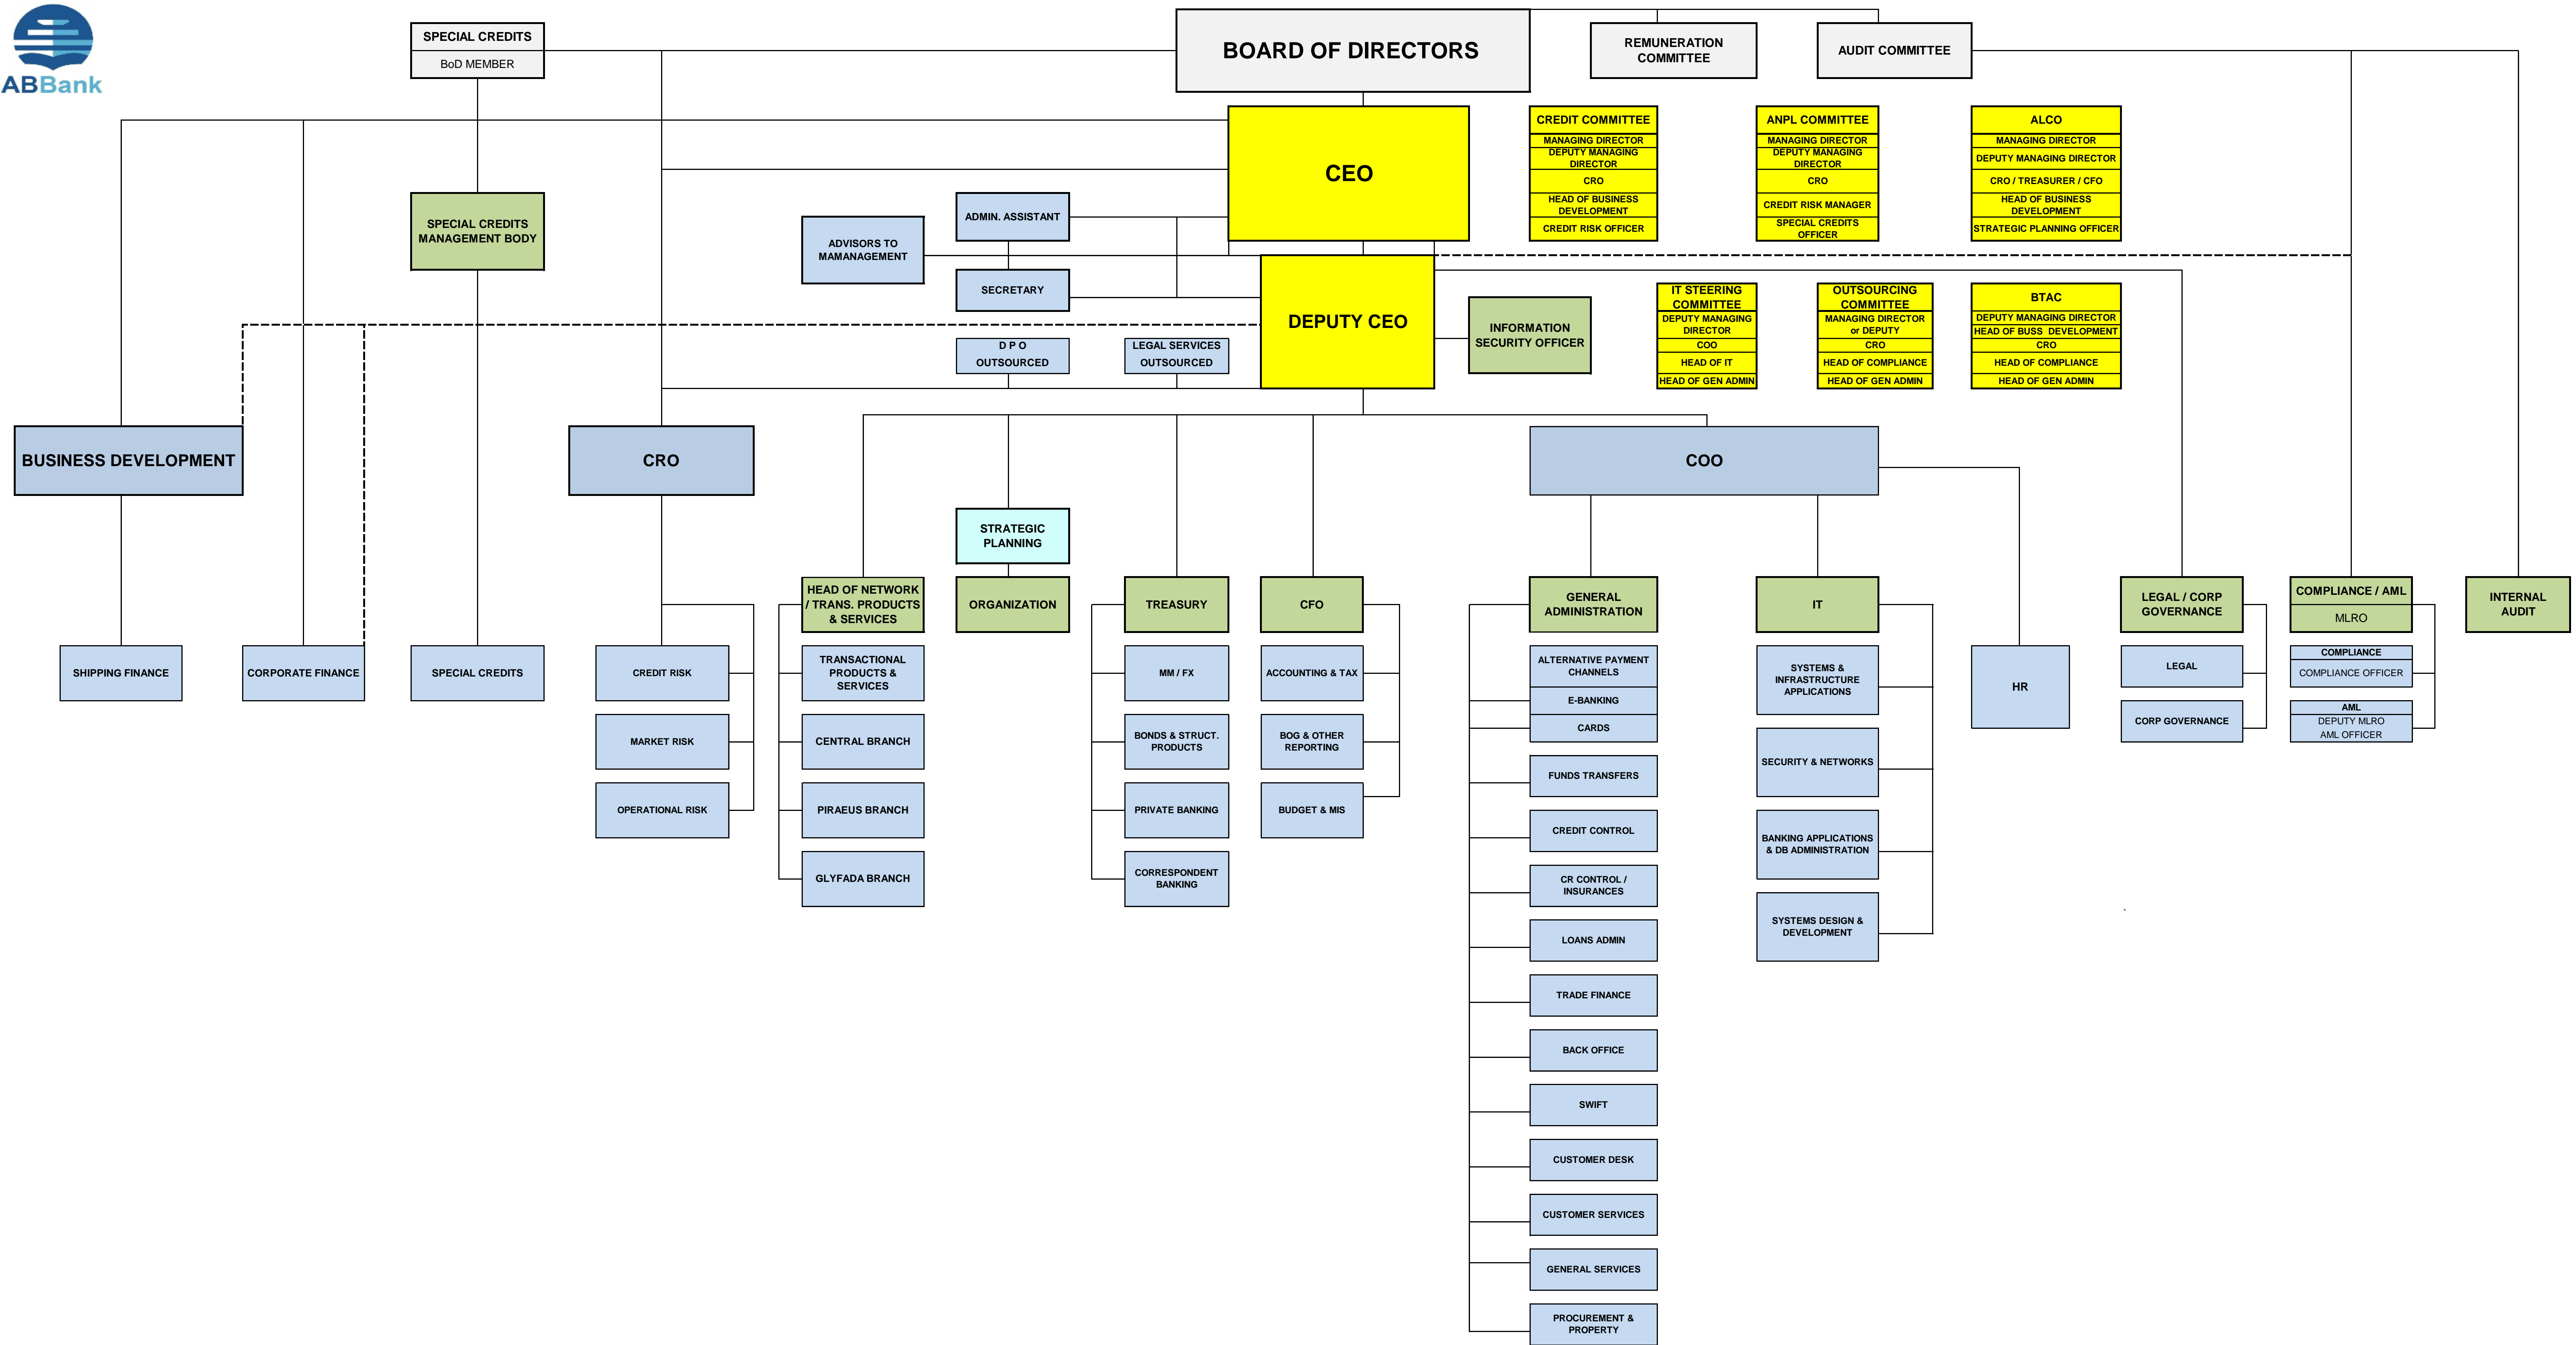 ABBank
SPECIAL CREDITS
BoD MEMBER
BOARD OF DIRECTORS
REMUNERATION
COMMITTEE
AUDIT COMMITTEE
CEO
CREDIT COMMITTEE
MANAGING DIRECTOR
DEPUTY MANAGING
DIRECTOR
CRO
HEAD OF BUSINESS
DEVELOPMENT
CREDIT RISK OFFICER
ANPL COMMITTEE
MANAGING DIRECTOR
DEPUTY MANAGING
DIRECTOR
CRO
CREDIT RISK MANAGER
SPECIAL CREDITS
OFFICER
ALCO
MANAGING DIRECTOR
DEPUTY MANAGING DIRECTOR
CRO / TREASURER / CFO
HEAD OF BUSINESS
DEVELOPMENT
STRATEGIC PLANNING OFFICER
SPECIAL CREDITS
MANAGEMENT BODY
ADVISORS TO
MAMANAGEMENT
ADMIN. ASSISTANT
SECRETARY
DEPUTY CEO
D P O
OUTSOURCED
LEGAL SERVICES
OUTSOURCED
INFORMATION
SECURITY OFFICER
IT STEERING
COMMITTEE
DEPUTY MANAGING
DIRECTOR
COO
HEAD OF IT
HEAD OF GEN ADMIN
OUTSOURCING
COMMITTEE
MANAGING DIRECTOR
or DEPUTY
CRO
HEAD OF COMPLIANCE
HEAD OF GEN ADMIN
BTAC
DEPUTY MANAGING DIRECTOR
HEAD OF BUSS DEVELOPMENT
CRO
HEAD OF COMPLIANCE
HEAD OF GEN ADMIN
BUSINESS DEVELOPMENT
CRO
COO
STRATEGIC
PLANNING
HEAD OF NETWORK
/ TRANS. PRODUCTS
& SERVICES
ORGANIZATION
TREASURY
CFO
GENERAL
ADMINISTRATION
IT
LEGAL / CORP
GOVERNANCE
COMPLIANCE / AML
MLRO
INTERNAL
AUDIT
SHIPPING FINANCE
CORPORATE FINANCE
SPECIAL CREDITS
CREDIT RISK
MARKET RISK
OPERATIONAL RISK
TRANSACTIONAL
PRODUCTS &
SERVICES
CENTRAL BRANCH
PIRAEUS BRANCH
GLYFADA BRANCH
MM / FX
BONDS & STRUCT.
PRODUCTS
PRIVATE BANKING
CORRESPONDENT
BANKING
ACCOUNTING & TAX
BOG & OTHER
REPORTING
BUDGET & MIS
ALTERNATIVE PAYMENT
CHANNELS
E-BANKING
CARDS
FUNDS TRANSFERS
CREDIT CONTROL
CR CONTROL /
INSURANCES
LOANS ADMIN
TRADE FINANCE
BACK OFFICE
SWIFT
CUSTOMER DESK
CUSTOMER SERVICES
GENERAL SERVICES
PROCUREMENT &
PROPERTY
SYSTEMS &
INFRASTRUCTURE
APPLICATIONS
SECURITY & NETWORKS
BANKING APPLICATIONS
& DB ADMINISTRATION
SYSTEMS DESIGN &
DEVELOPMENT
HR
LEGAL
CORP GOVERNANCE
COMPLIANCE
COMPLIANCE OFFICER
AML
DEPUTY MLRO
AML OFFICER
`